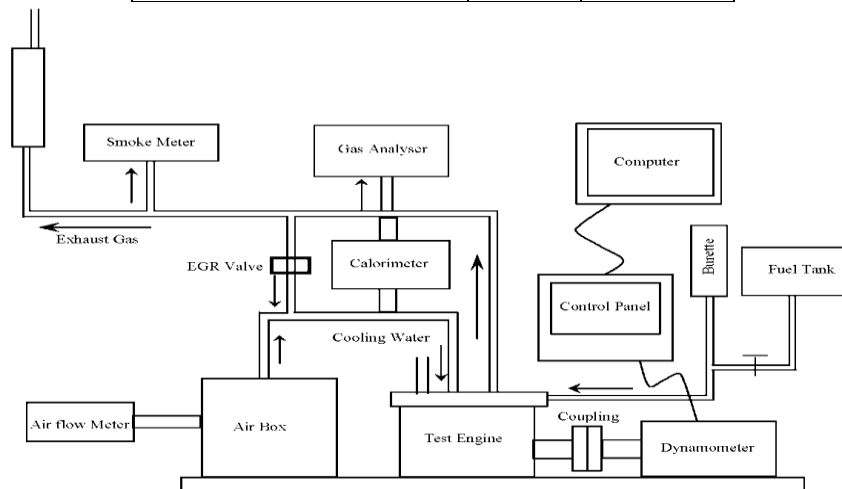 Smoke Meter
Gas Analyser
Computer
Burette
Fuel Tank
Exhaust Gas
EGR Valve
Calorimeter
Control Panel
Cooling Water
Air flow Meter
Air Box
Test Engine
Coupling
Dynamometer